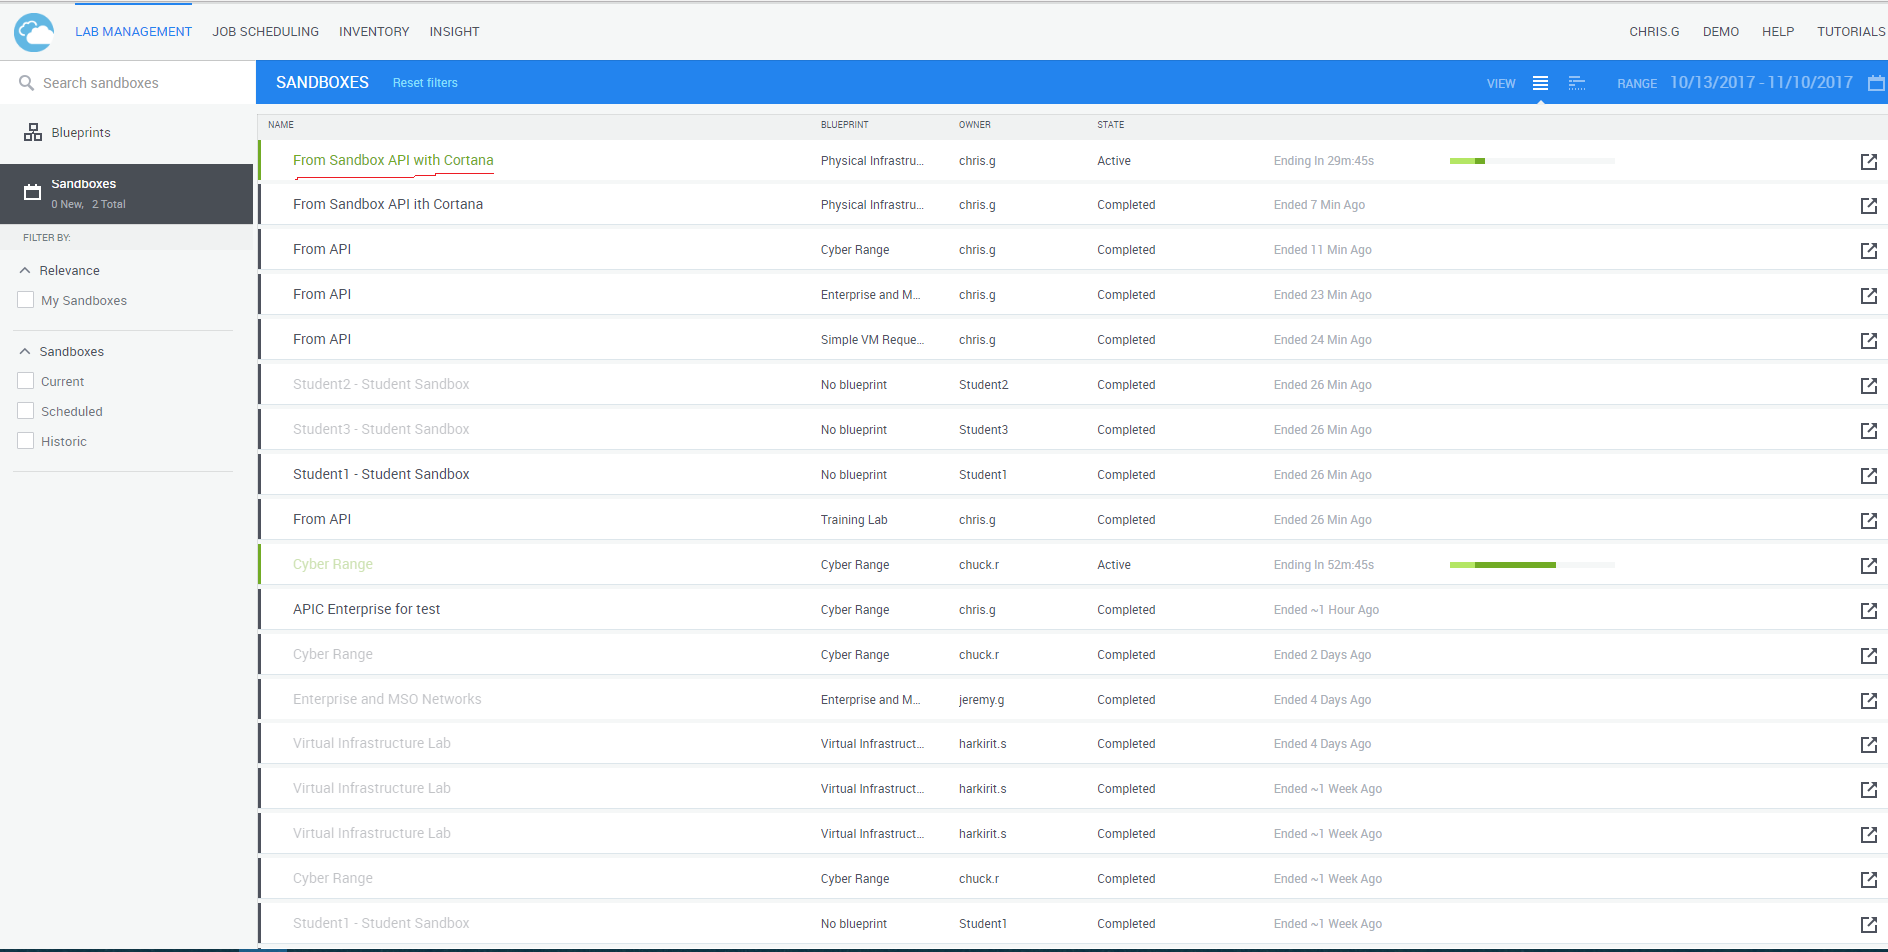 LAB MANAGEMENT JOB SCHEDULING INVENTORY INSIGHT CHRIS.G DEMO HELP TUTORIALS
Search sandboxes
SANDBOXES Reset filters VIEW RANGE 10/13/2017 - 11/10/2017
Blueprints
Sandboxes
0 New, 2 Total
FILTER BY:
Relevance
My Sandboxes
Sandboxes
Current
Scheduled
Historic
NAME BLUEPRINT OWNER STATE
From Sandbox API with Cortana Physical Infrastru... chris.g Active Ending In 29m:45s
From Sandbox API ith Cortana Physical Infrastru... chris.g Completed Ended 7 Min Ago
From API Cyber Range chris.g Completed Ended 11 Min Ago
From API Enterprise and M... chris.g Completed Ended 23 Min Ago
From API Simple VM Reque... chris.g Completed Ended 24 Min Ago
Student2 - Student Sandbox No blueprint Student2 Completed Ended 26 Min Ago
Student3 - Student Sandbox No blueprint Student3 Completed Ended 26 Min Ago
Student1 - Student Sandbox No blueprint Student1 Completed Ended 26 Min Ago
From API Training Lab chris.g Completed Ended 26 Min Ago
Cyber Range Cyber Range chuck.r Active Ending In 52m:45s
APIC Enterprise for test Cyber Range chris.g Completed Ended ~1 Hour Ago
Cyber Range Cyber Range chuck.r Completed Ended 2 Days Ago
Enterprise and MSO Networks Enterprise and M... jeremy.g Completed Ended 4 Days Ago
Virtual Infrastructure Lab Virtual Infrastruct... harkirit.s Completed Ended 4 Days Ago
Virtual Infrastructure Lab Virtual Infrastruct... harkirit.s Completed Ended ~1 Week Ago
Virtual Infrastructure Lab Virtual Infrastruct... harkirit.s Completed Ended ~1 Week Ago
Cyber Range Cyber Range chuck.r Completed Ended ~1 Week Ago
Student1 - Student Sandbox No blueprint Student1 Completed Ended ~1 Week Ago